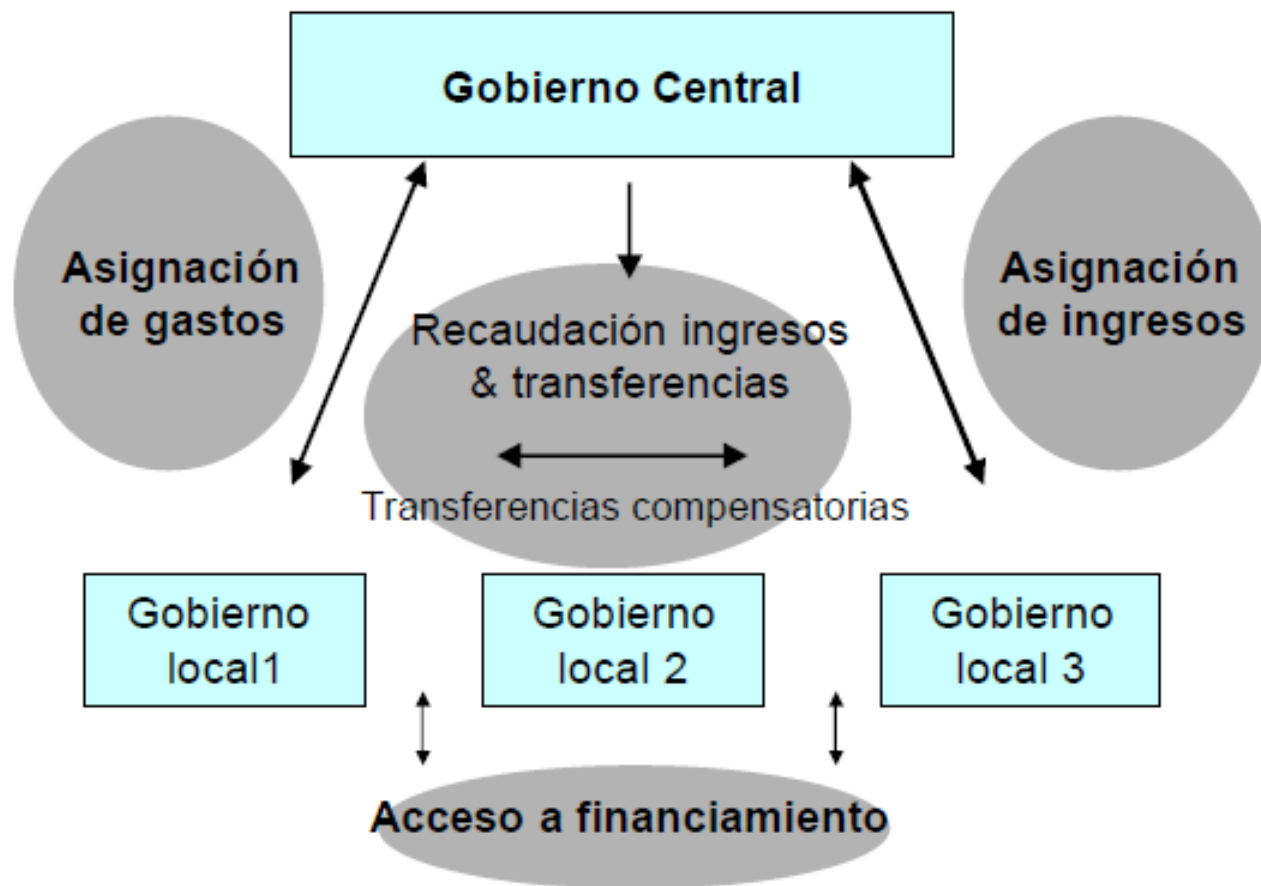 Gobierno Central
Asignación
de gastos
Asignación
de ingresos
Recaudación ingresos
& transferencias
Transferencias compensatorias
Gobierno
local1
Gobierno
local 2
Gobierno
local 3
Acceso a financiamiento